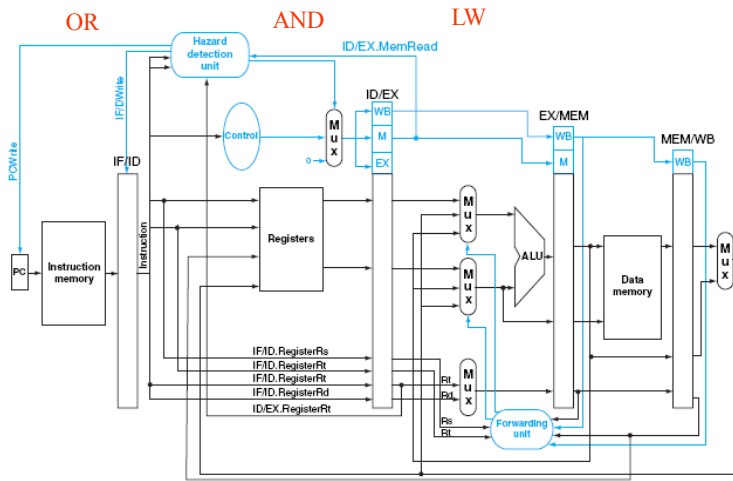 OR
AND
LW
Hazard
detection
unit
ID/EX.MemRead
IF/DWrite
PCWrite
ID/EX
EX/MEM
MEM/WB
IF/ID
Control
0
M
u
x
WB
M
EX
WB
M
WB
PC
Instruction
memory
Instruction
Registers
M
u
x
M
u
x
ALU
Data
memory
M
u
x
IF/ID.RegisterRs
IF/ID.RegisterRt
IF/ID.RegisterRt
IF/ID.RegisterRd
ID/EX.RegisterRt
Rt
Rd
M
u
x
Rs
Rt
Forwarding
unit